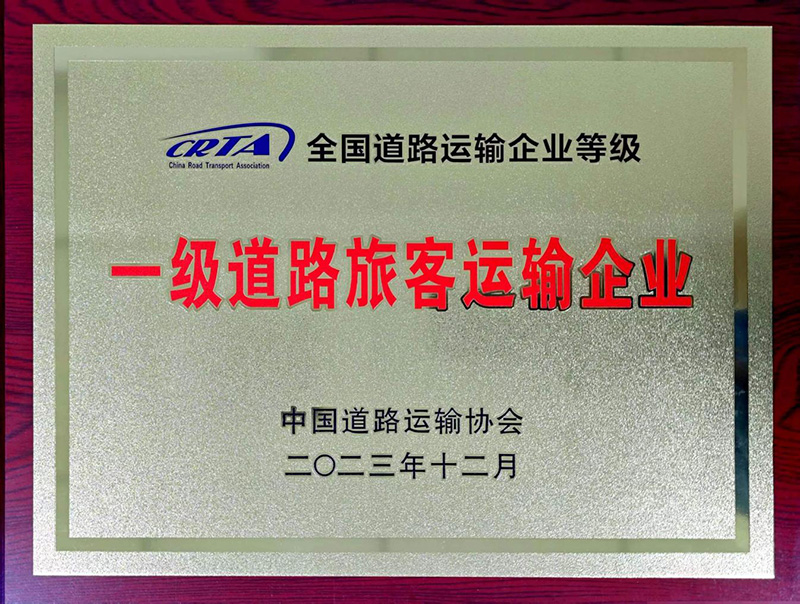 CRTA 全国道路运输企业等级
China Road Transport Association
一级道路旅客运输企业
中国道路运输协会
二〇二三年十二月